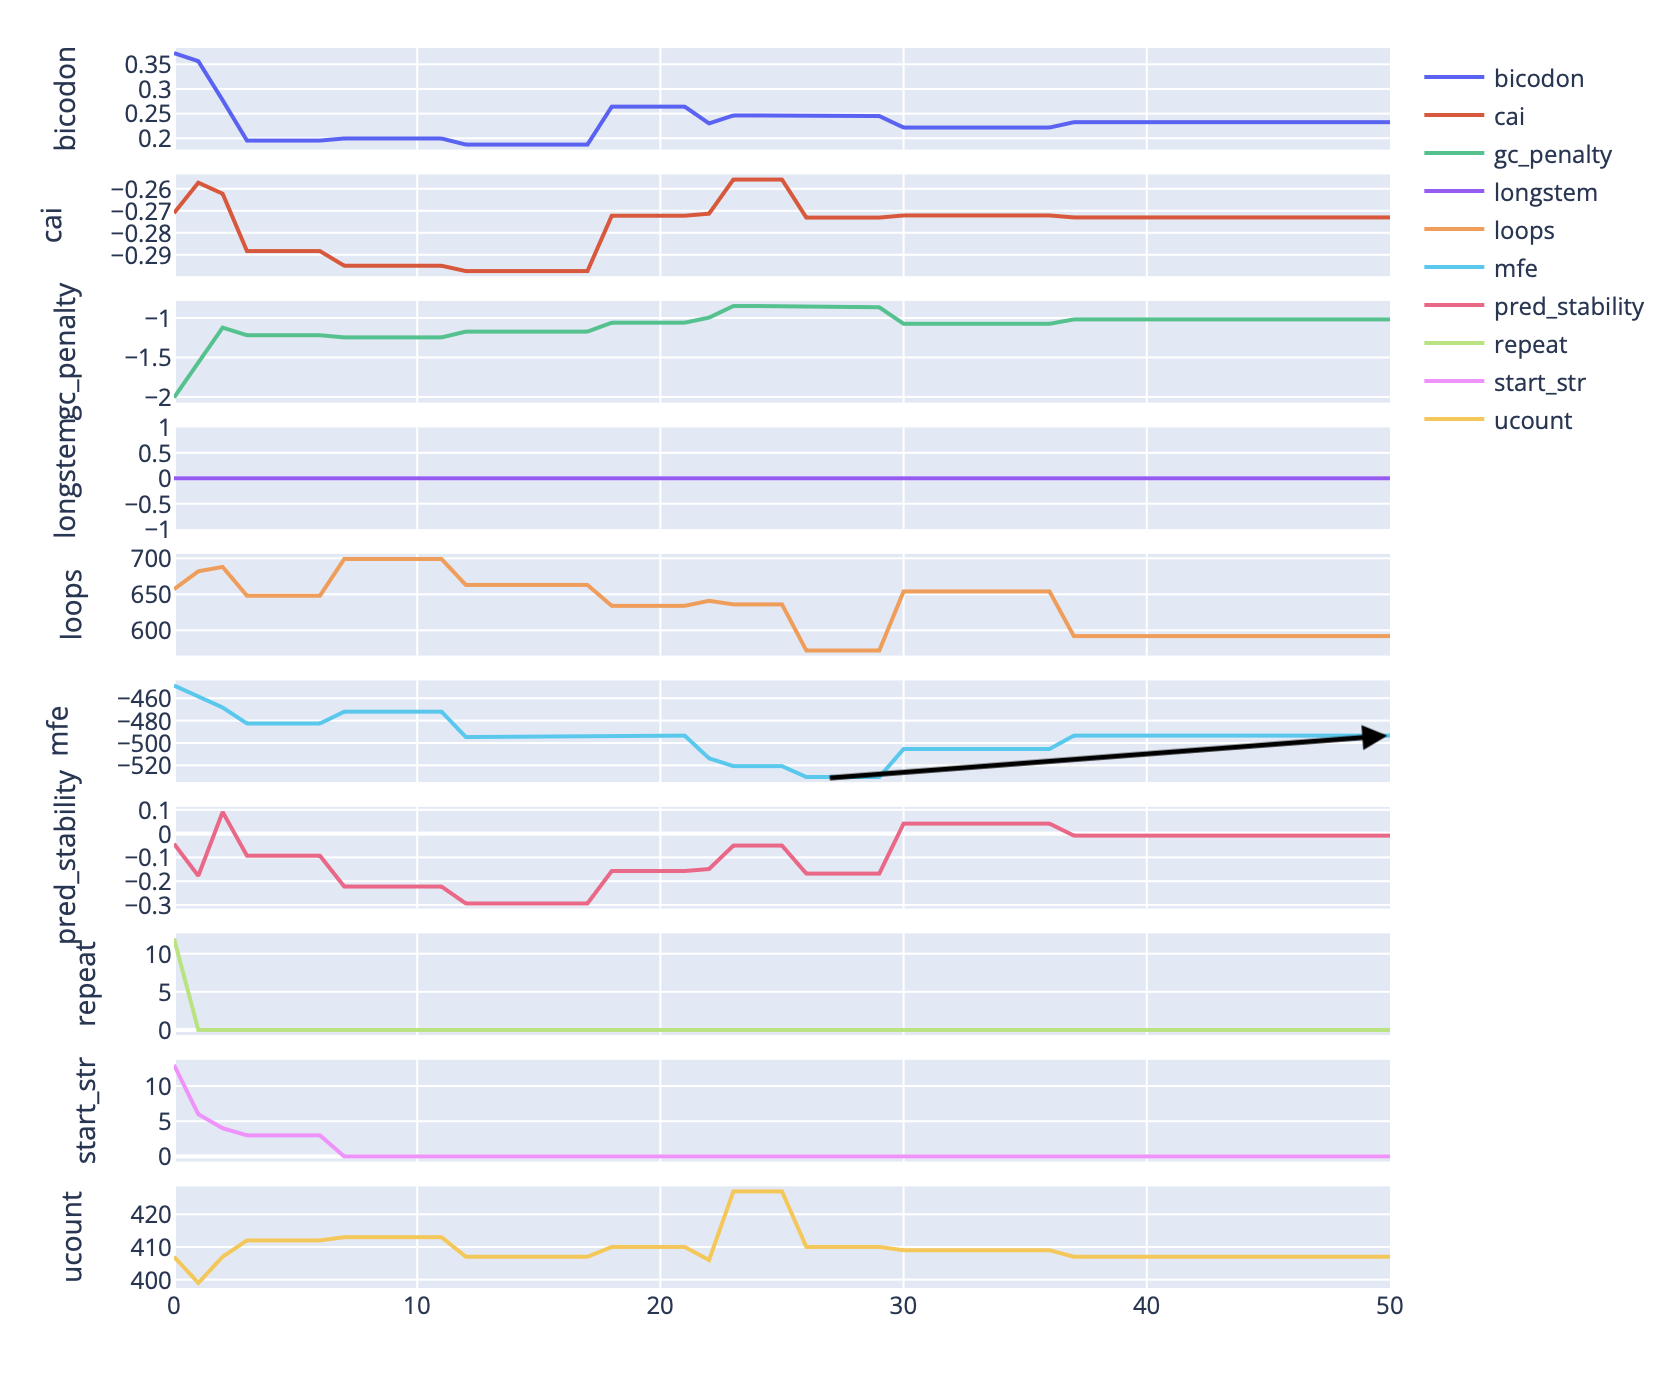 bicodon
0.35
0.3
0.25
0.2
cai
−0.26
−0.27
−0.28
−0.29
gc_penalty
−1
−1.5
−2
longstem
1
0.5
0
−0.5
−1
loops
700
650
600
mfe
−460
−480
−500
−520
pred_stability
0.1
0
−0.1
−0.2
−0.3
repeat
10
5
0
start_str
10
5
0
ucount
420
410
400
0 10 20 30 40 50
bicodon
cai
gc_penalty
longstem
loops
mfe
pred_stability
repeat
start_str
ucount